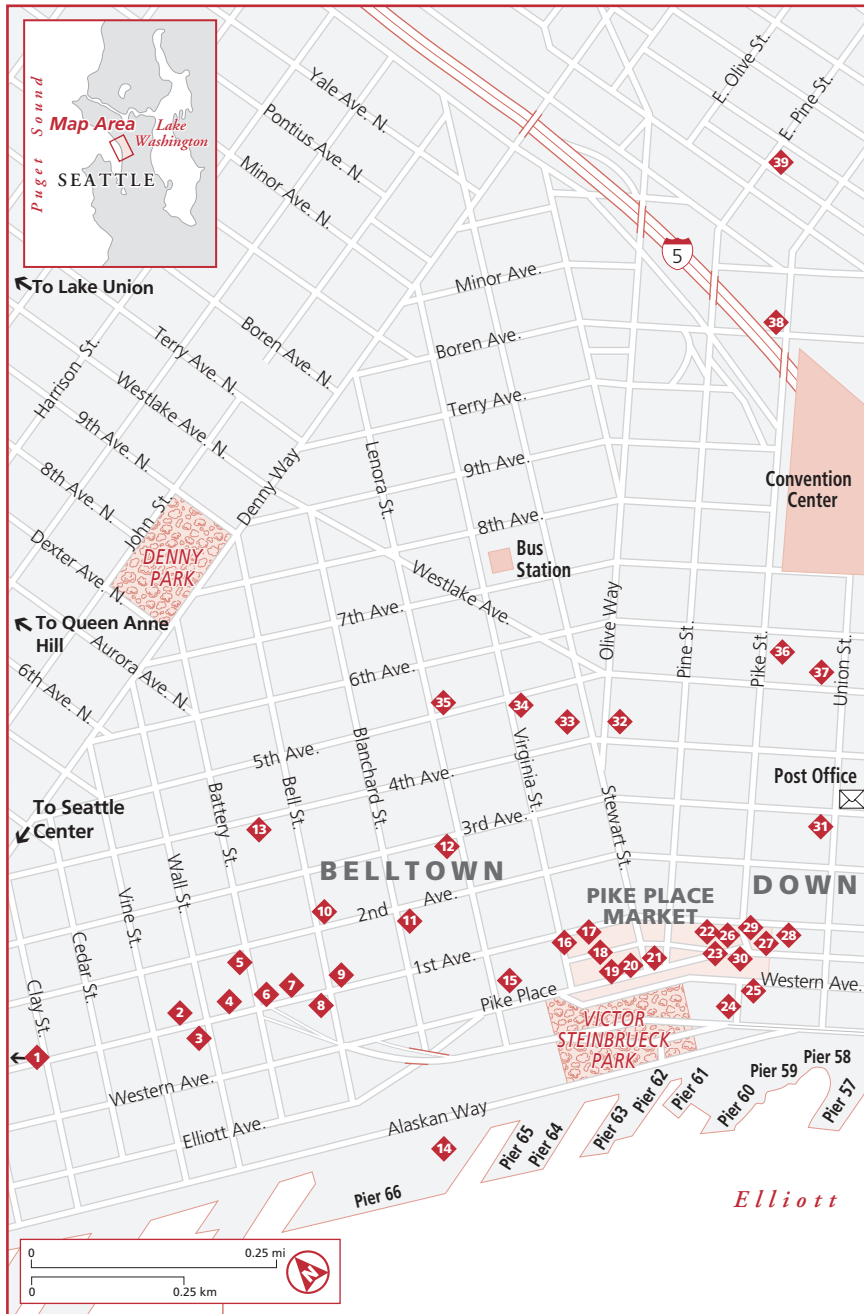 Puget Sound
Map Area
Lake
Washington
SEATTLE
Yale Ave. N.
Pontius Ave. N.
Minor Ave. N.
E. Olive St.
E. Pine St.
39
5
To Lake Union
Minor Ave.
38
Boren Ave. N.
Terry Ave. N.
Westlake Ave. N.
Harrison St.
9th Ave. N.
8th Ave. N.
Dexter Ave. N.
John St.
Denny Way
DENNY
PARK
Boren Ave.
Terry Ave.
9th Ave.
8th Ave.
Lenora St.
Convention
Center
Bus
Station
Westlake Ave.
7th Ave.
To Queen Anne
Hill
Aurora Ave. N.
6th Ave. N.
6th Ave.
Olive Way
Pine St.
Pike St.
Union St.
36
37
35
34
33
32
5th Ave.
Blanchard St.
Virginia St.
4th Ave.
Stewart St.
Post Office
To Seattle
Center
Battery St.
Bell St.
13
3rd Ave.
12
31
BELLTOWN
PIKE PLACE
MARKET
DOWN
Wall St.
Vine St.
Cedar St.
Clay St.
10
2nd Ave.
11
17
16
18
22
26
29
27
28
23
30
21
20
19
5
9
1st Ave.
15
Pike Place
Western Ave.
25
24
7
6
8
4
2
3
1
VICTOR
STEINBRUECK
PARK
Western Ave.
Elliott Ave.
Alaskan Way
14
Pier 66
Pier 65
Pier 64
Pier 63
Pier 62
Pier 61
Pier 60
Pier 59
Pier 58
Pier 57
Elliott
0 0.25 mi
0 0.25 km
N